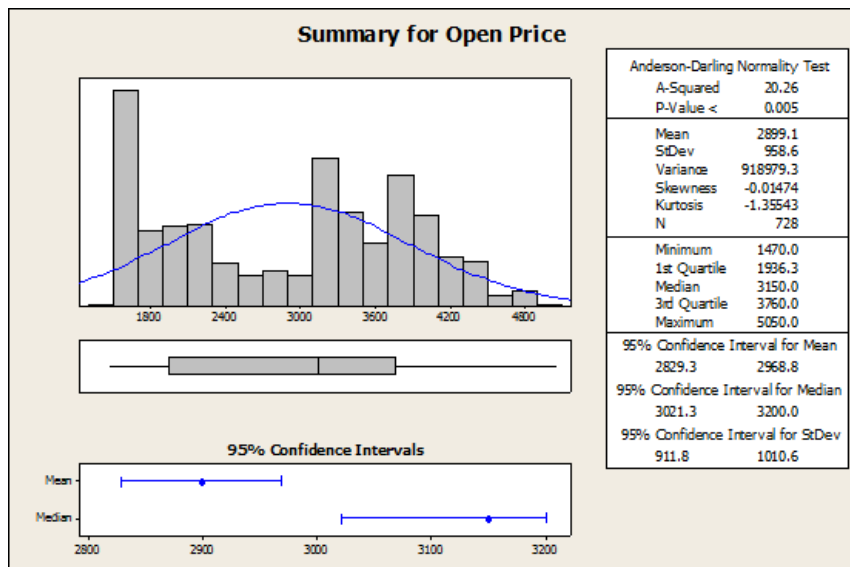 Summary for Open Price
1800 2400 3000 3600 4200 4800
95% Confidence Intervals
Mean
Median
2800 2900 3000 3100 3200
Anderson-Darling Normality Test
A-Squared 20.26
P-Value < 0.005
Mean 2899.1
StDev 958.6
Variance 918979.3
Skewness -0.01474
Kurtosis -1.35543
N 728
Minimum 1470.0
1st Quartile 1936.3
Median 3150.0
3rd Quartile 3760.0
Maximum 5050.0
95% Confidence Interval for Mean
2829.3 2968.8
95% Confidence Interval for Median
3021.3 3200.0
95% Confidence Interval for StDev
911.8 1010.6